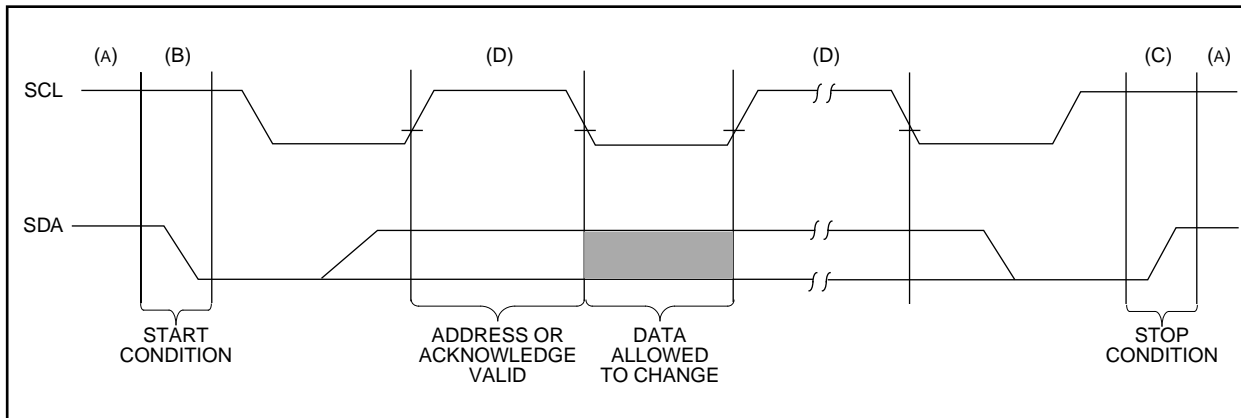 (A) (B) (D) (D) (C) (A)
SCL
SDA
START
CONDITION
ADDRESS OR
ACKNOWLEDGE
VALID
DATA
ALLOWED
TO CHANGE
STOP
CONDITION